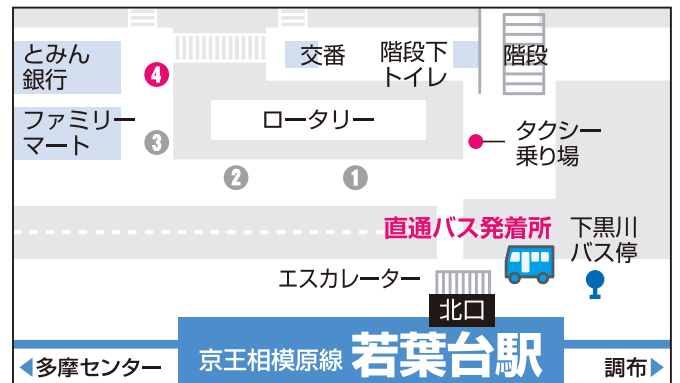 とみん
銀行
4
交番
階段下
トイレ
階段
ファミリー
マート
3
ロータリー
タクシー
乗り場
2
1
直通バス発着所
下黒川
バス停
エスカレーター
北口
京王相模原線 若葉台駅
多摩センター
調布